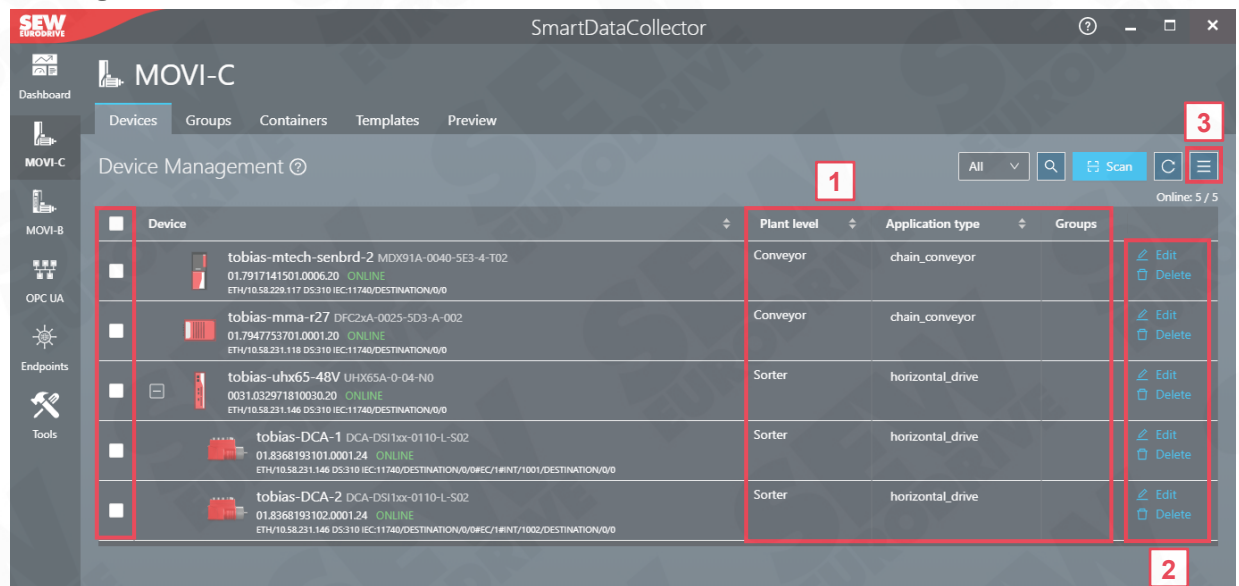 SEW
EURODRIVE
SmartDataCollector
Dashboard
MOVI-C
Devices Groups Containers Templates Preview
3
MOVI-C
Device Management
1
All
Scan
Online: 5 / 5
MOVI-B
Device Plant level Application type Groups
tobias-mtech-senbrd-2 MDX91A-0040-5E3-4-T02 Conveyor chain_conveyor Edit
01.7917141501.0006.20 ONLINE Delete
ETH/10.58.229.117 DS:310 IEC:11740/DESTINATION/0/0
OPC UA
tobias-mma-r27 DFC2xA-0025-5D3-A-002 Conveyor chain_conveyor Edit
01.7947753701.0001.20 ONLINE Delete
ETH/10.58.231.118 DS:310 IEC:11740/DESTINATION/0/0
Endpoints
tobias-uhx65-48V UHX65A-0-04-N0 Sorter horizontal_drive Edit
0031.032971810030.20 ONLINE Delete
ETH/10.58.231.146 DS:310 IEC:11740/DESTINATION/0/0
Tools
tobias-DCA-1 DCA-DSI1xx-0110-L-S02 Sorter horizontal_drive Edit
01.8368193101.0001.24 ONLINE Delete
ETH/10.58.231.146 DS:310 IEC:11740/DESTINATION/0/0#EC/1#INT/1001/DESTINATION/0/0
tobias-DCA-2 DCA-DSI1xx-0110-L-S02 Sorter horizontal_drive Edit
01.8368193102.0001.24 ONLINE Delete
ETH/10.58.231.146 DS:310 IEC:11740/DESTINATION/0/0#EC/1#INT/1002/DESTINATION/0/0
2